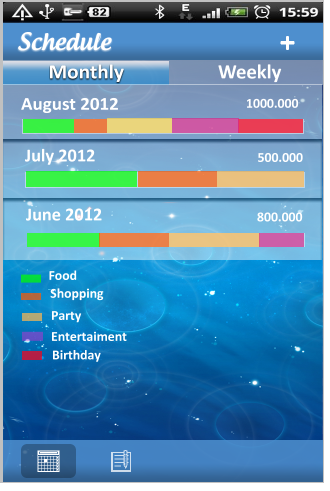 82
E
15:59
Schedule
+
Monthly
Weekly
August 2012
1000.000
July 2012
500.000
June 2012
800.000
Food
Shopping
Party
Entertaiment
Birthday